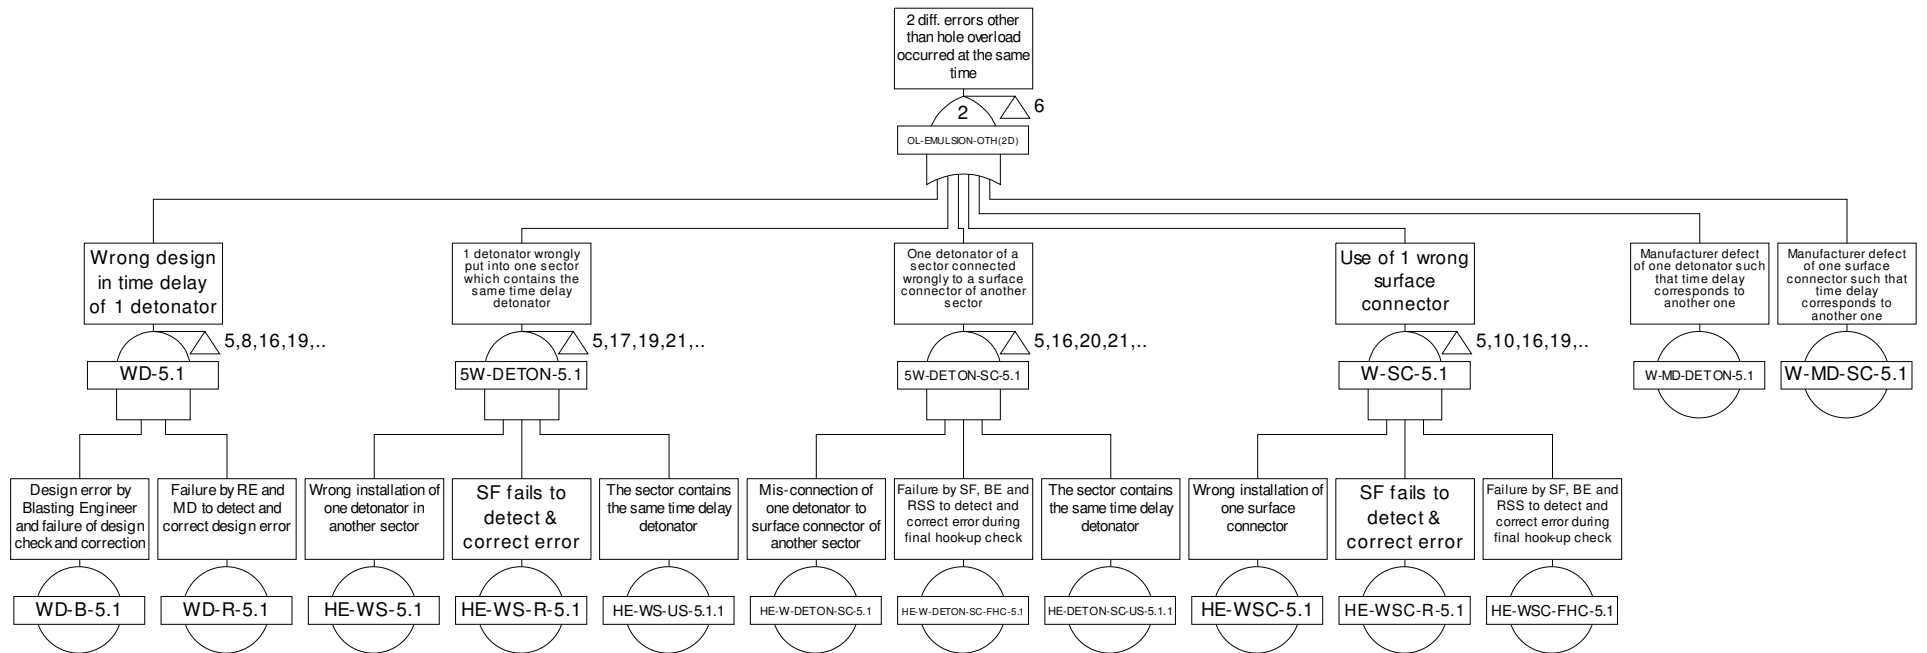 2 diff. errors other
than hole overload
occurred at the same
time
2
6
OL-EMULSION-OTH(2D)
Wrong design
in time delay
of 1 detonator
5,8,16,19,..
WD-5.1
1 detonator wrongly
put into one sector
which contains the
same time delay
detonator
5,17,19,21,..
5W-DETON-5.1
One detonator of a
sector connected
wrongly to a surface
connector of another
sector
5,16,20,21,..
5W-DETON-SC-5.1
Use of 1 wrong
surface
connector
5,10,16,19,..
W-SC-5.1
Manufacturer defect
of one detonator such
that time delay
corresponds to
another one
W-MD-DETON-5.1
Manufacturer defect
of one surface
connector such that
time delay
corresponds to
another one
W-MD-SC-5.1
Design error by
Blasting Engineer
and failure of design
check and correction
WD-B-5.1
Failure by RE and
MD to detect and
correct design error
WD-R-5.1
Wrong installation of
one detonator in
another sector
HE-WS-5.1
SF fails to
detect &
correct error
HE-WS-R-5.1
The sector contains
the same time delay
detonator
HE-WS-US-5.1.1
Mis-connection of
one detonator to
surface connector of
another sector
HE-W-DETON-SC-5.1
Failure by SF, BE and
RSS to detect and
correct error during
final hook-up check
HE-W-DETON-SC-FHC-5.1
The sector contains
the same time delay
detonator
HE-DETON-SC-US-5.1.1
Wrong installation of
one surface
connector
HE-WSC-5.1
SF fails to
detect &
correct error
HE-WSC-R-5.1
Failure by SF, BE and
RSS to detect and
correct error during
final hook-up check
HE-WSC-FHC-5.1